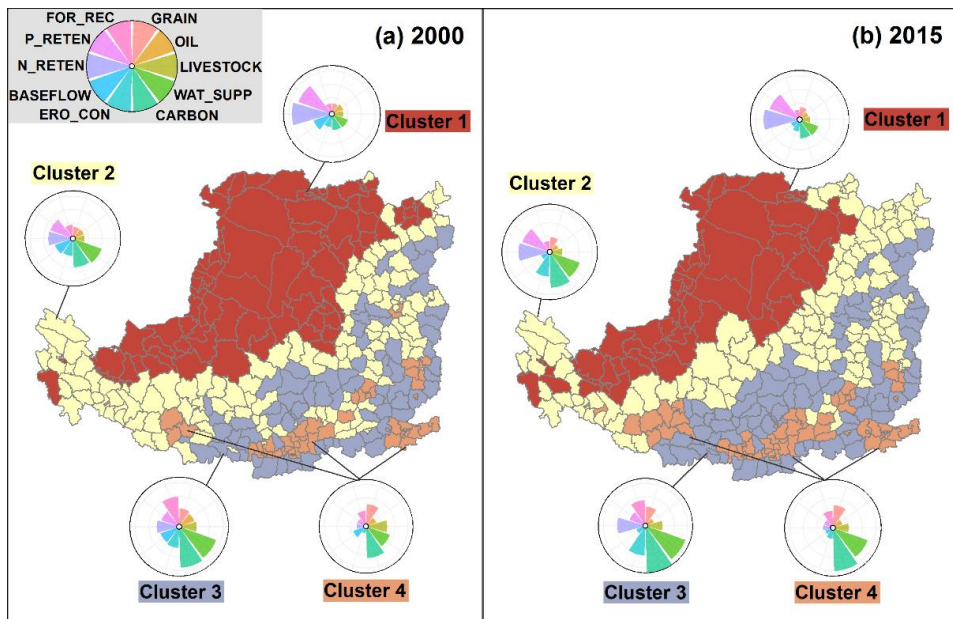 FOR_REC GRAIN
P_RETEN OIL
N_RETEN LIVESTOCK
BASEFLOW WAT_SUPP
ERO_CON CARBON
(a) 2000
(b) 2015
Cluster 1
Cluster 1
Cluster 2
Cluster 2
Cluster 3
Cluster 4
Cluster 3
Cluster 4